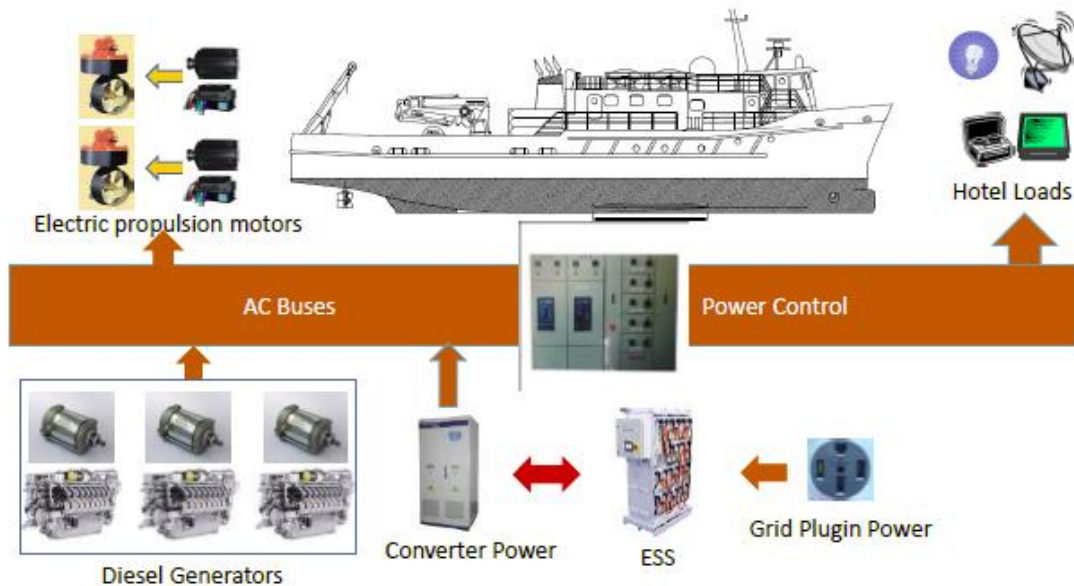 Electric propulsion motors
Hotel Loads
AC Buses
Power Control
Diesel Generators
Converter Power
ESS
Grid Plugin Power